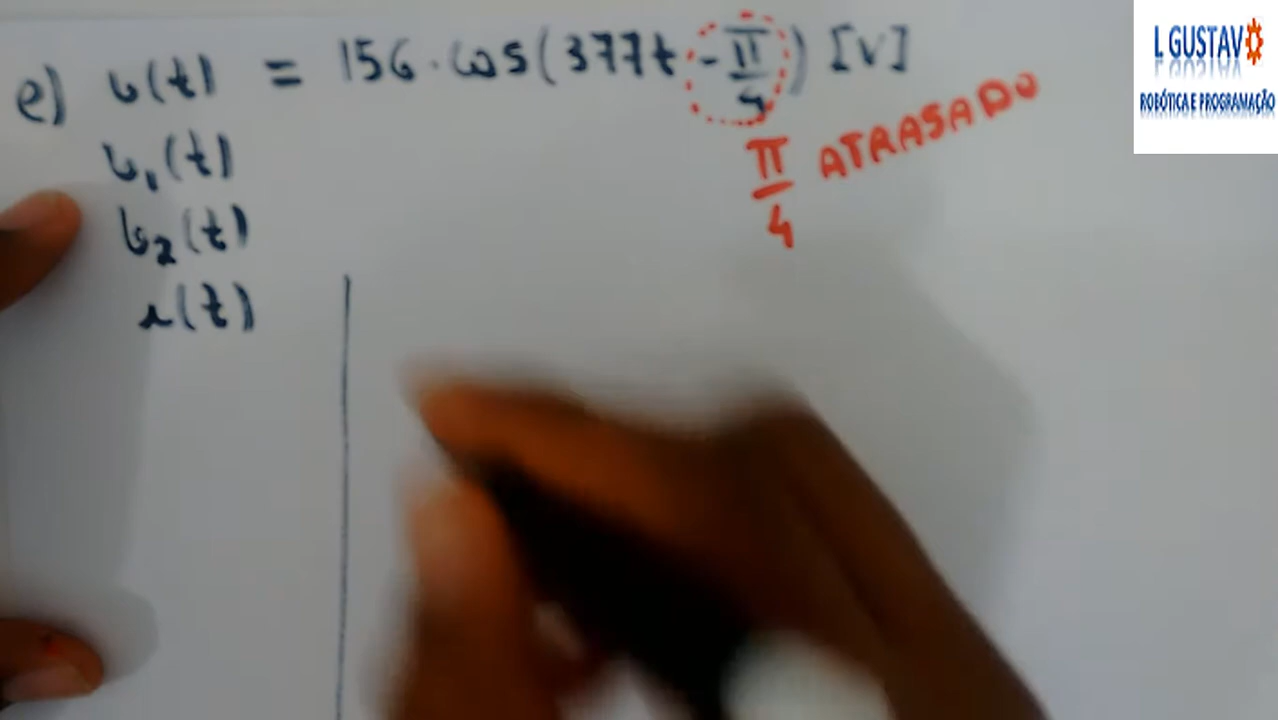 e) v(t) = 156 · cos(377t - π/4) [V]
π/4 ATRASADO
v₁(t)
v₂(t)
i(t)
L GUSTAVO
ROBÓTICA E PROGRAMAÇÃO